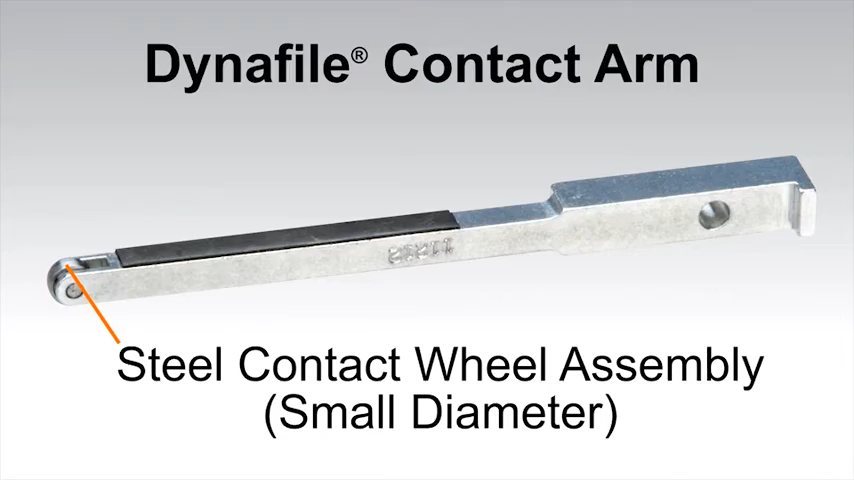 Dynafile® Contact Arm
Steel Contact Wheel Assembly
(Small Diameter)